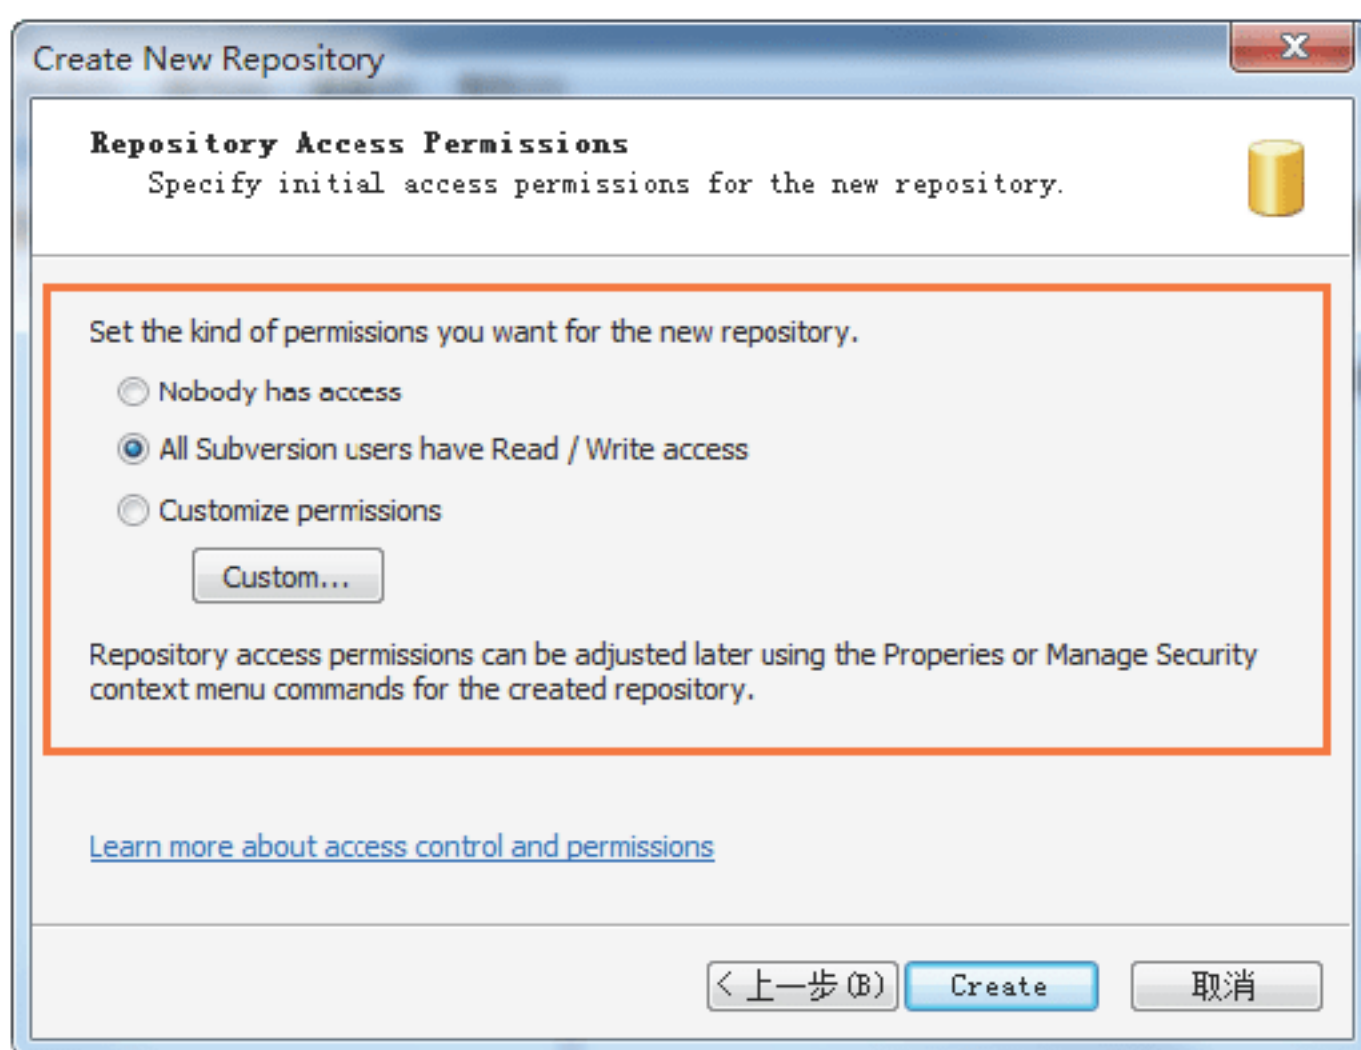 Create New Repository
Repository Access Permissions
Specify initial access permissions for the new repository.
Set the kind of permissions you want for the new repository.
Nobody has access
All Subversion users have Read / Write access
Customize permissions
Custom...
Repository access permissions can be adjusted later using the Properies or Manage Security
context menu commands for the created repository.
Learn more about access control and permissions
< 上一步(B) Create 取消